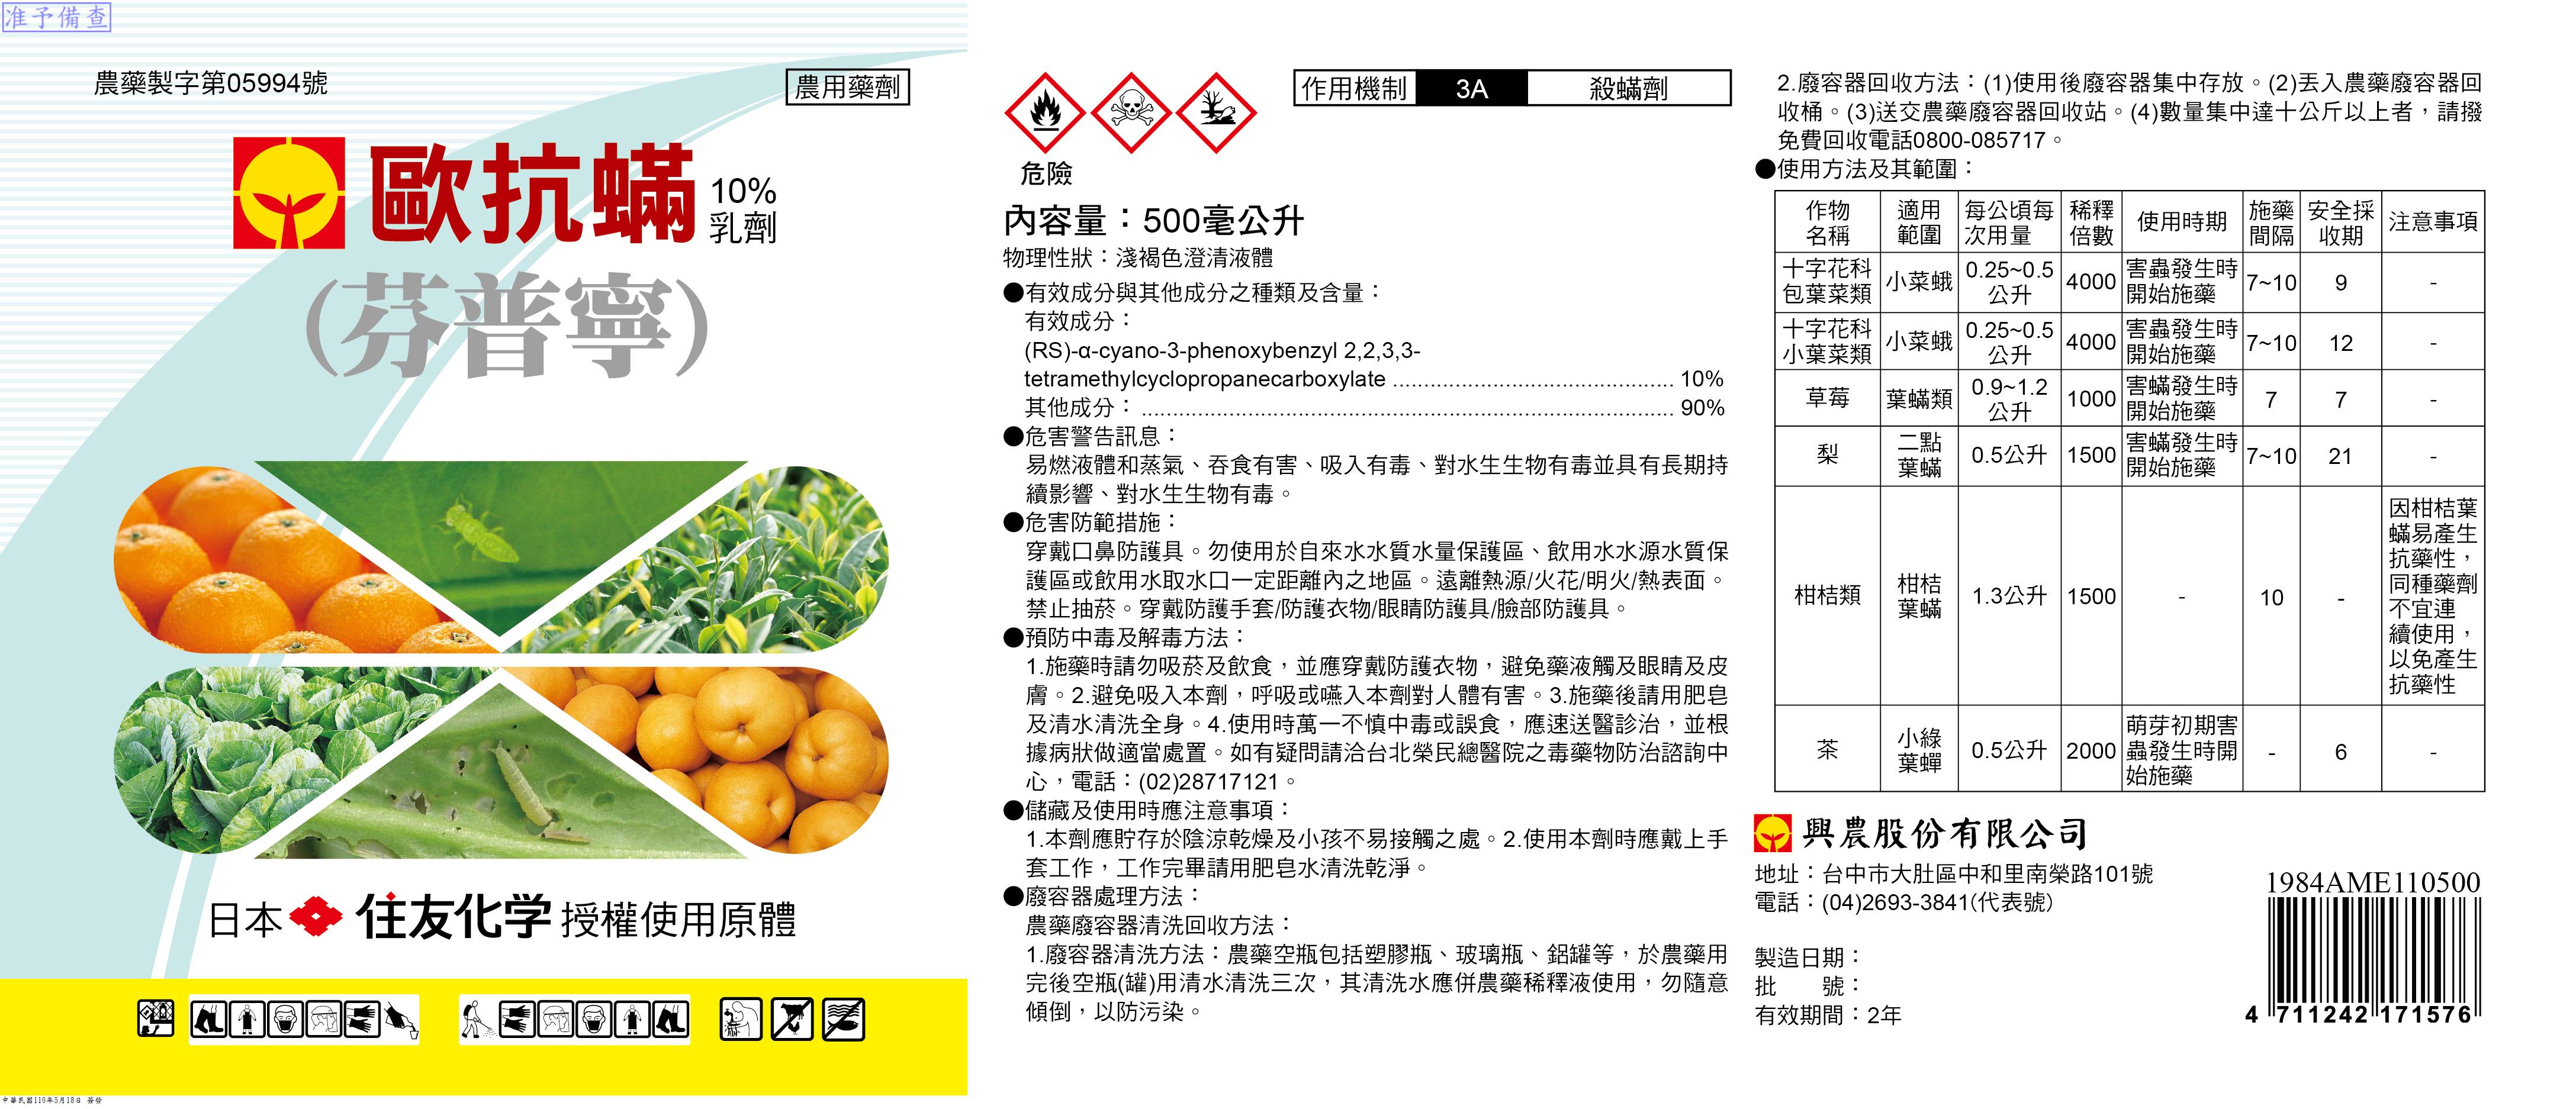 准予備查
農藥製字第05994號
農用藥劑
歐抗蟎
10%
乳劑
(芬普寧)
日本 住友化学 授權使用原體
中華民國110年5月18日 簽發
作用機制 3A 殺蟎劑
危險
內容量：500毫公升
物理性狀：淺褐色澄清液體
●有效成分與其他成分之種類及含量：
有效成分：
(RS)-α-cyano-3-phenoxybenzyl 2,2,3,3-
tetramethylcyclopropanecarboxylate ............................................. 10%
其他成分： ..................................................................................... 90%
●危害警告訊息：
易燃液體和蒸氣、吞食有害、吸入有毒、對水生生物有毒並具有長期持
續影響、對水生生物有毒。
●危害防範措施：
穿戴口鼻防護具。勿使用於自來水水質水量保護區、飲用水水源水質保
護區或飲用水取水口一定距離內之地區。遠離熱源/火花/明火/熱表面。
禁止抽菸。穿戴防護手套/防護衣物/眼睛防護具/臉部防護具。
●預防中毒及解毒方法：
1.施藥時請勿吸菸及飲食，並應穿戴防護衣物，避免藥液觸及眼睛及皮
膚。2.避免吸入本劑，呼吸或嚥入本劑對人體有害。3.施藥後請用肥皂
及清水清洗全身。4.使用時萬一不慎中毒或誤食，應速送醫診治，並根
據病狀做適當處置。如有疑問請洽台北榮民總醫院之毒藥物防治諮詢中
心，電話：(02)28717121。
●儲藏及使用時應注意事項：
1.本劑應貯存於陰涼乾燥及小孩不易接觸之處。2.使用本劑時應戴上手
套工作，工作完畢請用肥皂水清洗乾淨。
●廢容器處理方法：
農藥廢容器清洗回收方法：
1.廢容器清洗方法：農藥空瓶包括塑膠瓶、玻璃瓶、鋁罐等，於農藥用
完後空瓶(罐)用清水清洗三次，其清洗水應併農藥稀釋液使用，勿隨意
傾倒，以防污染。
2.廢容器回收方法：(1)使用後廢容器集中存放。(2)丟入農藥廢容器回
收桶。(3)送交農藥廢容器回收站。(4)數量集中達十公斤以上者，請撥
免費回收電話0800-085717。
●使用方法及其範圍：
作物 適用 每公頃每 稀釋 使用時期 施藥 安全採 注意事項
名稱 範圍 次用量 倍數 間隔 收期
十字花科 小菜蛾 0.25~0.5 4000 害蟲發生時 7~10 9 -
包葉菜類 公升 開始施藥
十字花科 小菜蛾 0.25~0.5 4000 害蟲發生時 7~10 12 -
小葉菜類 公升 開始施藥
草莓 葉蟎類 0.9~1.2 1000 害蟎發生時 7 7 -
公升 開始施藥
梨 二點 0.5公升 1500 害蟎發生時 7~10 21 -
葉蟎 開始施藥
柑桔類 柑桔 1.3公升 1500 - 10 -
葉蟎
因柑桔葉
蟎易產生
抗藥性，
同種藥劑
不宜連
續使用，
以免產生
抗藥性
茶 小綠 0.5公升 2000 萌芽初期害 - 6 -
葉蟬 蟲發生時開
始施藥
興農股份有限公司
地址：台中市大肚區中和里南榮路101號
電話：(04)2693-3841(代表號)
製造日期：
批　　號：
有效期間：2年
1984AME110500
4 711242 171576